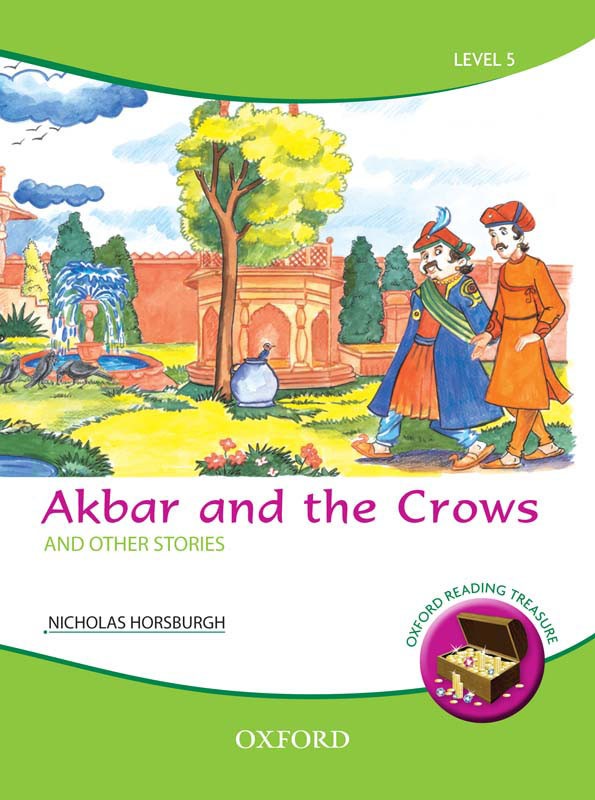 LEVEL 5
Akbar and the Crows
AND OTHER STORIES
NICHOLAS HORSBURGH
OXFORD READING TREASURE
OXFORD